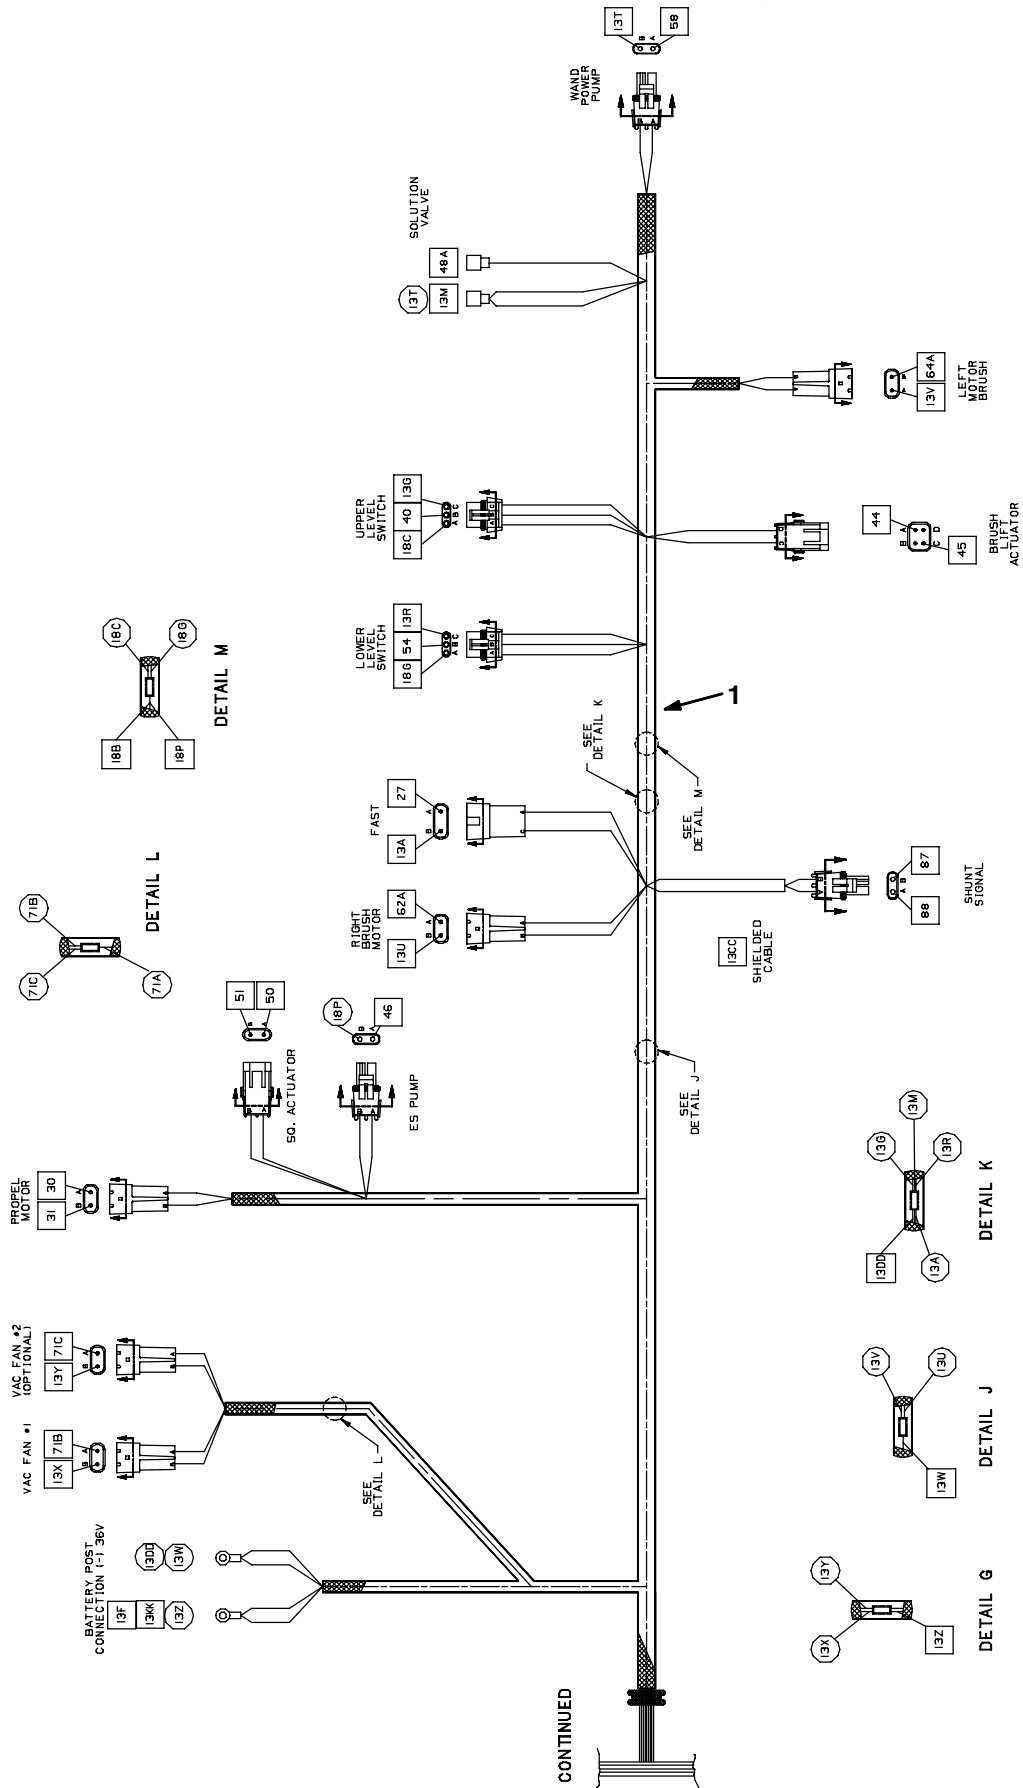 BATTERY POST
CONNECTION (-) 36V
13F
13KK
13Z
13DD
13W
VAC FAN #1
13X
71B
B
A
VAC FAN #2
(OPTIONAL)
13Y
71C
B
A
SEE
DETAIL L
PROPEL
MOTOR
31
30
B
A
SQ. ACTUATOR
51
50
B
A
ES PUMP
18P
46
B
A
71C
71B
71A
DETAIL L
18B
18C
18P
18G
DETAIL M
RIGHT
BRUSH
MOTOR
13U
62A
B
A
FAST
13A
27
B
A
LOWER
LEVEL
SWITCH
18G
54
13R
A B C
UPPER
LEVEL
SWITCH
18C
40
13G
A B C
SOLUTION
VALVE
13T
13M
48A
WAND
POWER
PUMP
13T
58
B
A
SEE
DETAIL J
SEE
DETAIL K
SEE
DETAIL M
1
13CC
SHIELDED
CABLE
88
87
A B
SHUNT
SIGNAL
44
45
B
A
C
D
BRUSH
LIFT
ACTUATOR
13V
64A
A
B
LEFT
MOTOR
BRUSH
CONTINUED
13X
13Y
13Z
DETAIL G
13V
13W
13U
DETAIL J
13DD
13G
13M
13A
13R
DETAIL K